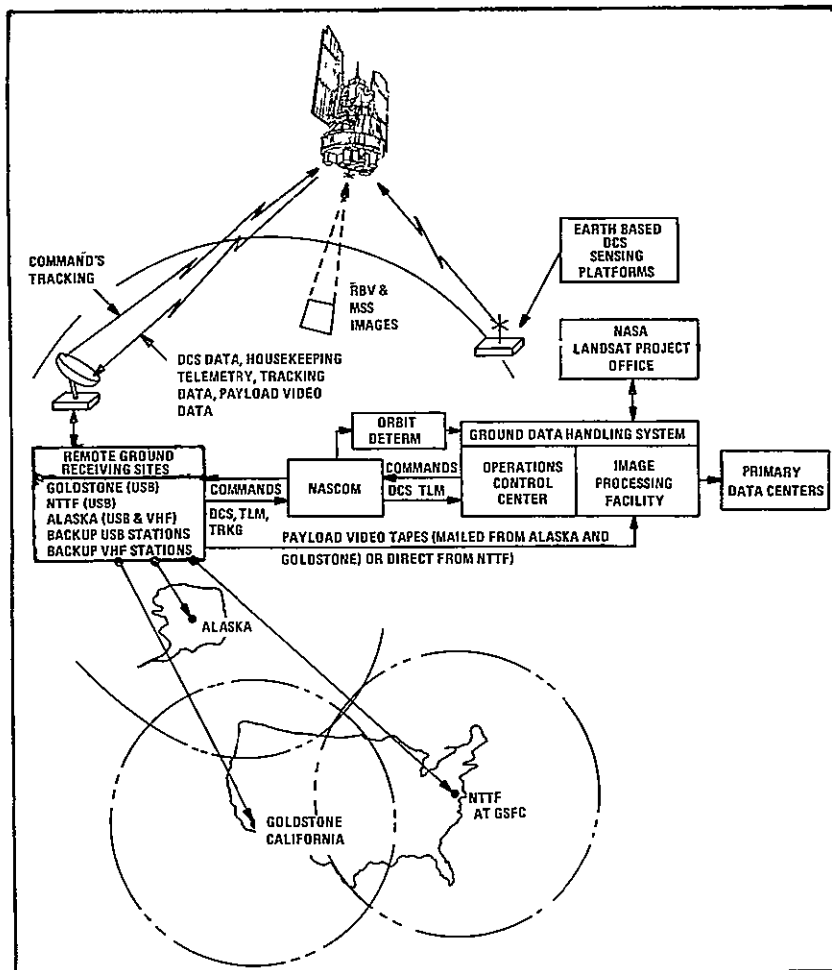 COMMAND'S
TRACKING
RBV &
MSS
IMAGES
EARTH BASED
DCS
SENSING
PLATFORMS
DCS DATA, HOUSEKEEPING
TELEMETRY, TRACKING
DATA, PAYLOAD VIDEO
DATA
NASA
LANDSAT PROJECT
OFFICE
ORBIT
DETERM
GROUND DATA HANDLING SYSTEM
REMOTE GROUND
RECEIVING SITES
GOLDSTONE (USB)
NTTF (USB)
ALASKA (USB & VHF)
BACKUP USB STATIONS
BACKUP VHF STATIONS
COMMANDS
DCS, TLM,
TRKG
NASCOM
COMMANDS
DCS TLM
OPERATIONS
CONTROL
CENTER
IMAGE
PROCESSING
FACILITY
PRIMARY
DATA CENTERS
PAYLOAD VIDEO TAPES (MAILED FROM ALASKA AND
GOLDSTONE) OR DIRECT FROM NTTF)
ALASKA
GOLDSTONE
CALIFORNIA
NTTF
AT GSFC